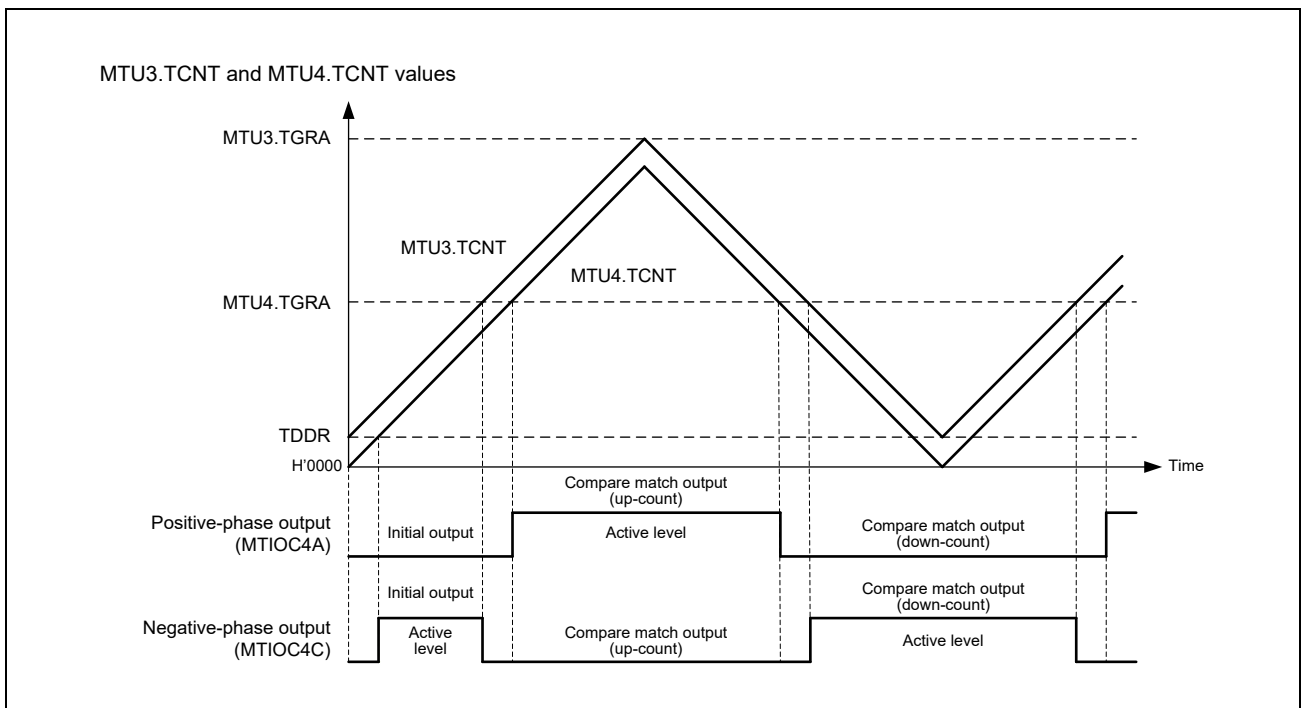 MTU3.TCNT and MTU4.TCNT values
MTU3.TGRA
MTU3.TCNT
MTU4.TCNT
MTU4.TGRA
TDDR
H'0000
Time
Compare match output
(up-count)
Positive-phase output
(MTIOC4A)
Initial output
Active level
Compare match output
(down-count)
Initial output
Compare match output
(down-count)
Negative-phase output
(MTIOC4C)
Active
level
Compare match output
(up-count)
Active level